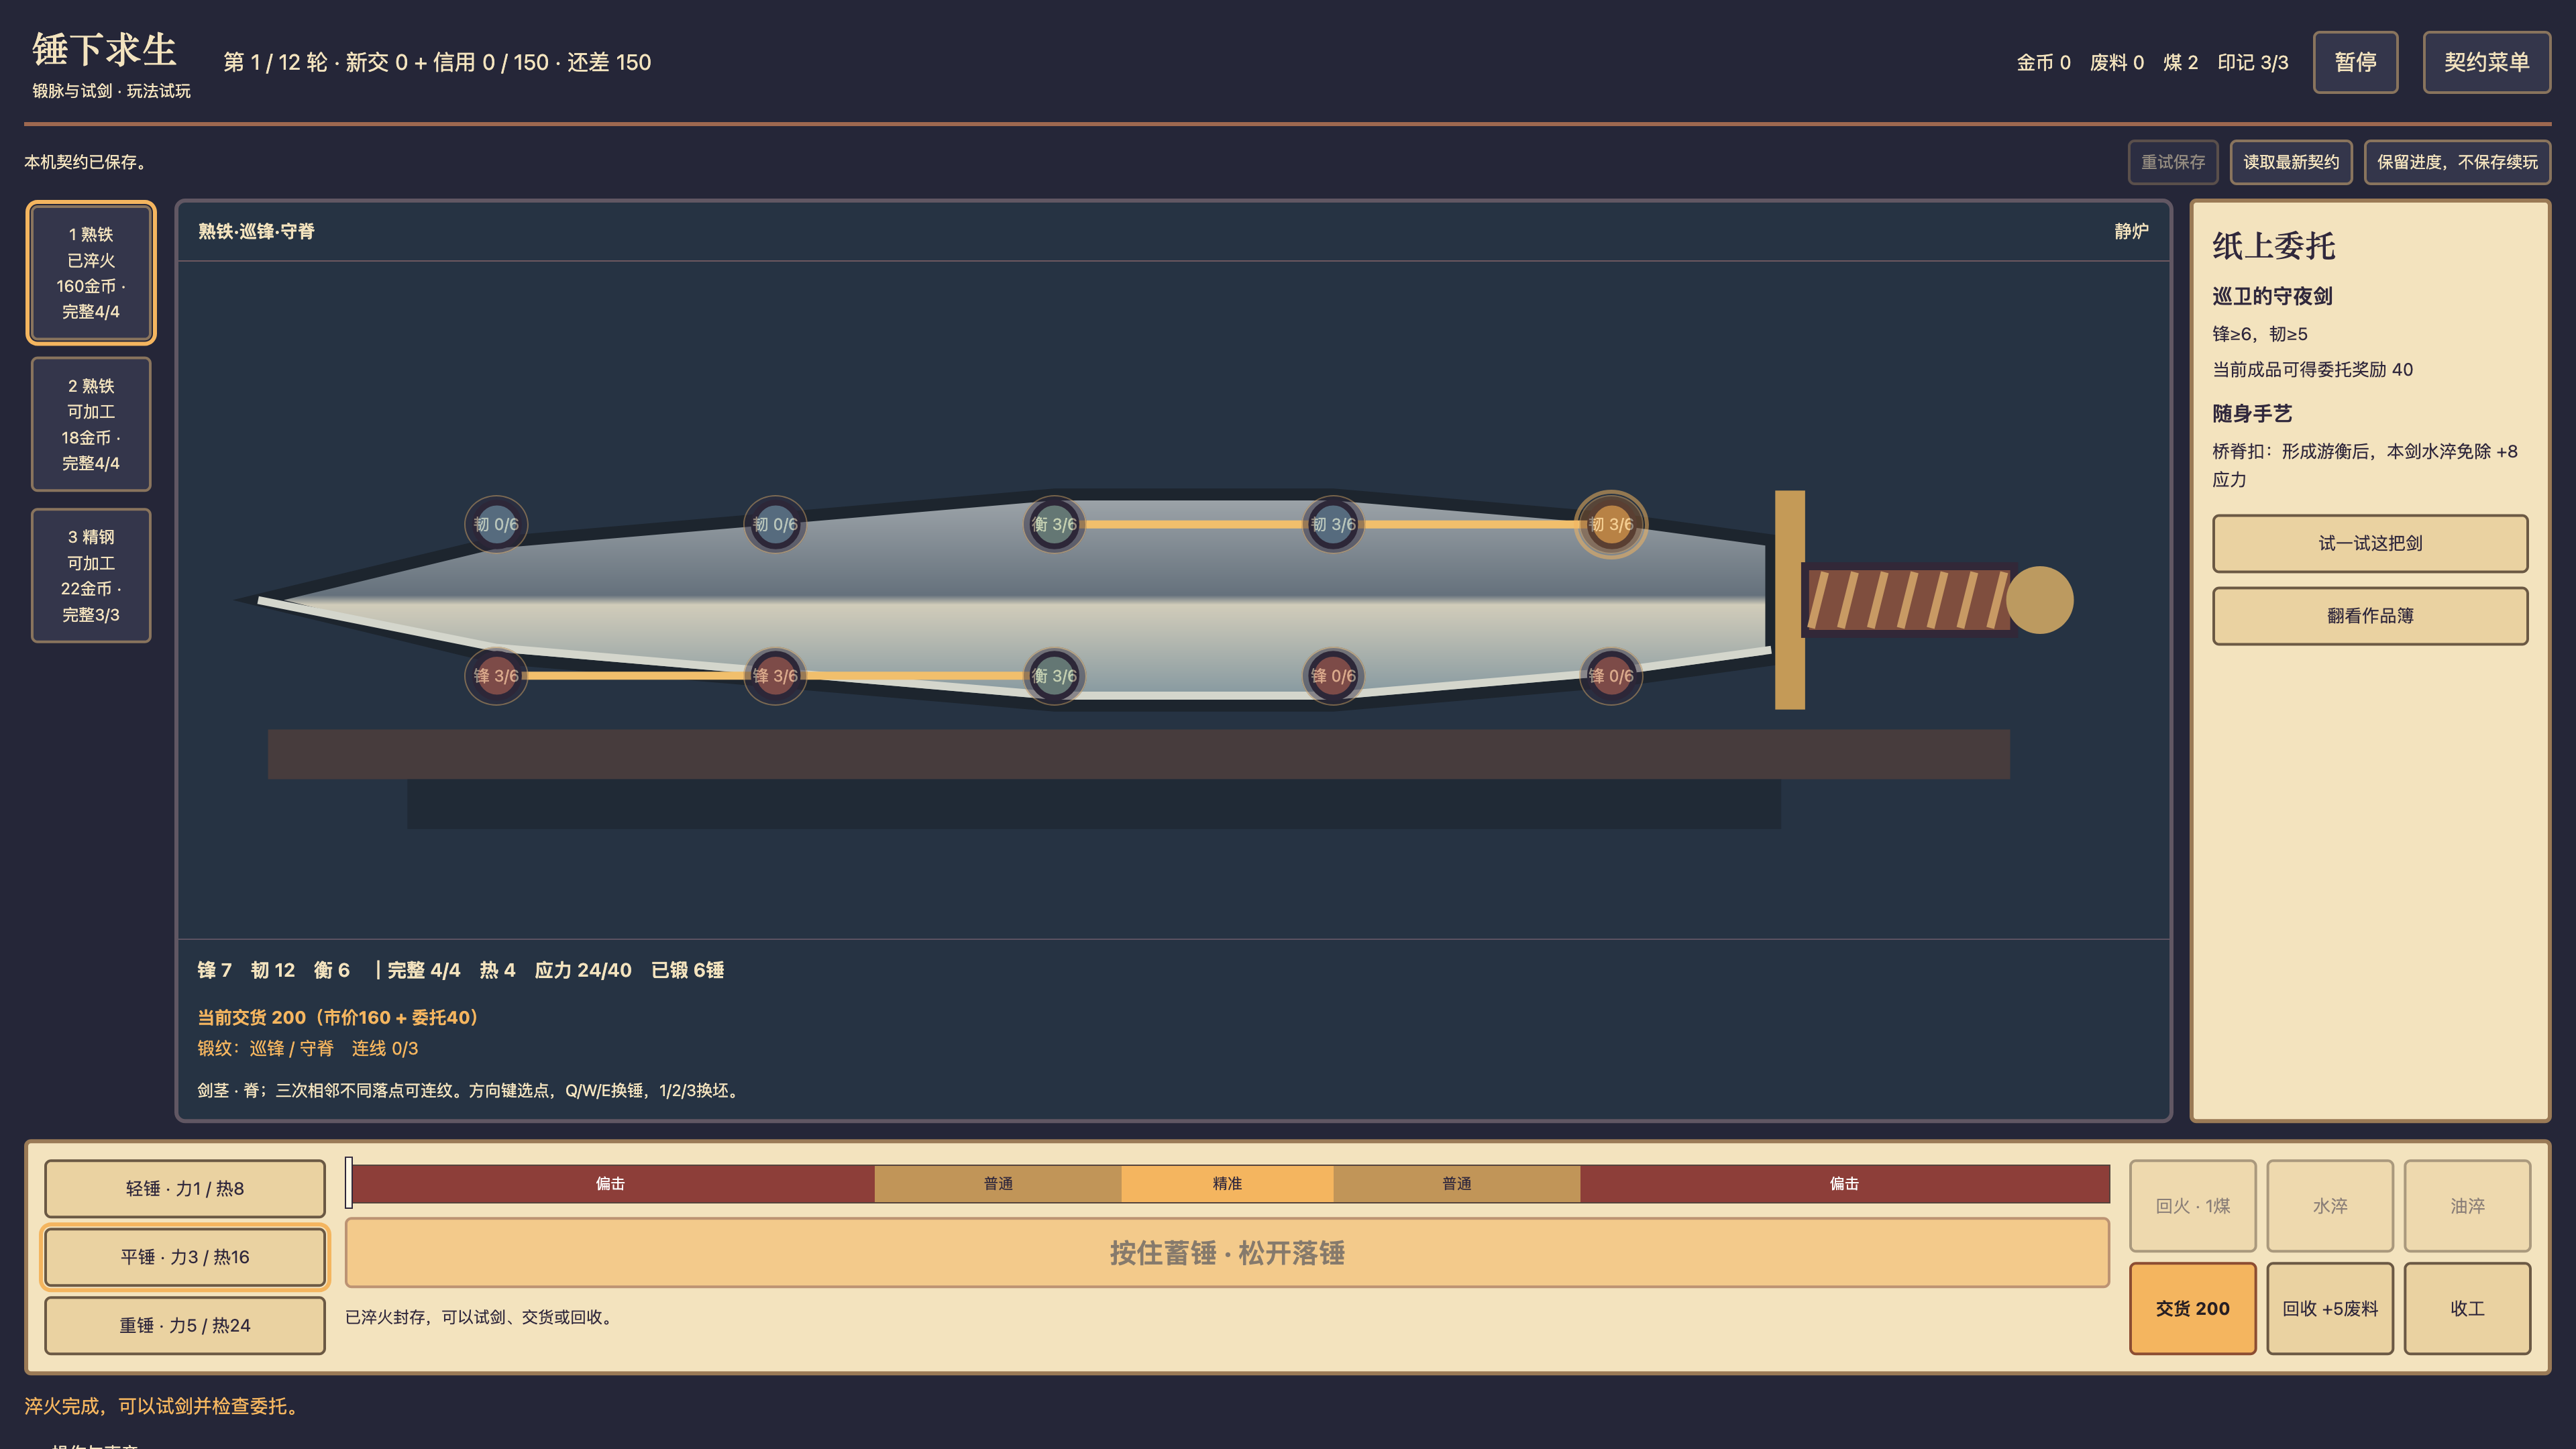 锤下求生
锻脉与试剑 · 玩法试玩
第 1 / 12 轮 · 新交 0 + 信用 0 / 150 · 还差 150
金币 0 废料 0 煤 2 印记 3/3
暂停
契约菜单
本机契约已保存。
重试保存
读取最新契约
保留进度，不保存续玩
1 熟铁
已淬火
160金币 ·
完整4/4
2 熟铁
可加工
18金币 ·
完整4/4
3 精钢
可加工
22金币 ·
完整3/3
熟铁·巡锋·守脊
静炉
韧 0/6
韧 0/6
衡 3/6
韧 3/6
韧 3/6
锋 3/6
锋 3/6
衡 3/6
锋 0/6
锋 0/6
锋 7 韧 12 衡 6 | 完整 4/4 热 4 应力 24/40 已锻 6锤
当前交货 200（市价160 + 委托40）
锻纹：巡锋 / 守脊 连线 0/3
剑茎 · 脊；三次相邻不同落点可连纹。方向键选点，Q/W/E换锤，1/2/3换坯。
纸上委托
巡卫的守夜剑
锋≥6，韧≥5
当前成品可得委托奖励 40
随身手艺
桥脊扣：形成游衡后，本剑水淬免除 +8
应力
试一试这把剑
翻看作品簿
轻锤 · 力1 / 热8
平锤 · 力3 / 热16
重锤 · 力5 / 热24
偏击
普通
精准
普通
偏击
按住蓄锤 · 松开落锤
已淬火封存，可以试剑、交货或回收。
回火 · 1煤
水淬
油淬
交货 200
回收 +5废料
收工
淬火完成，可以试剑并检查委托。